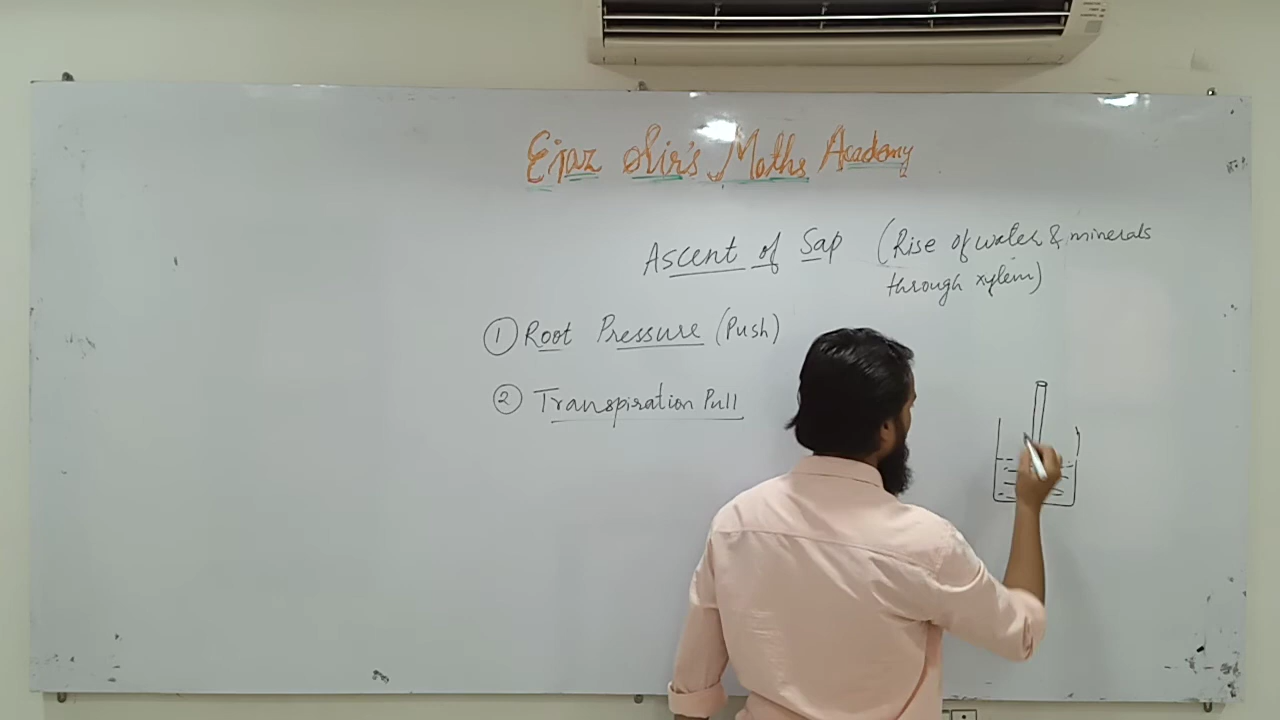 Ejaz Sir's Maths Academy
Ascent of Sap (Rise of water & minerals
through xylem)
① Root Pressure (Push)
② Transpiration Pull